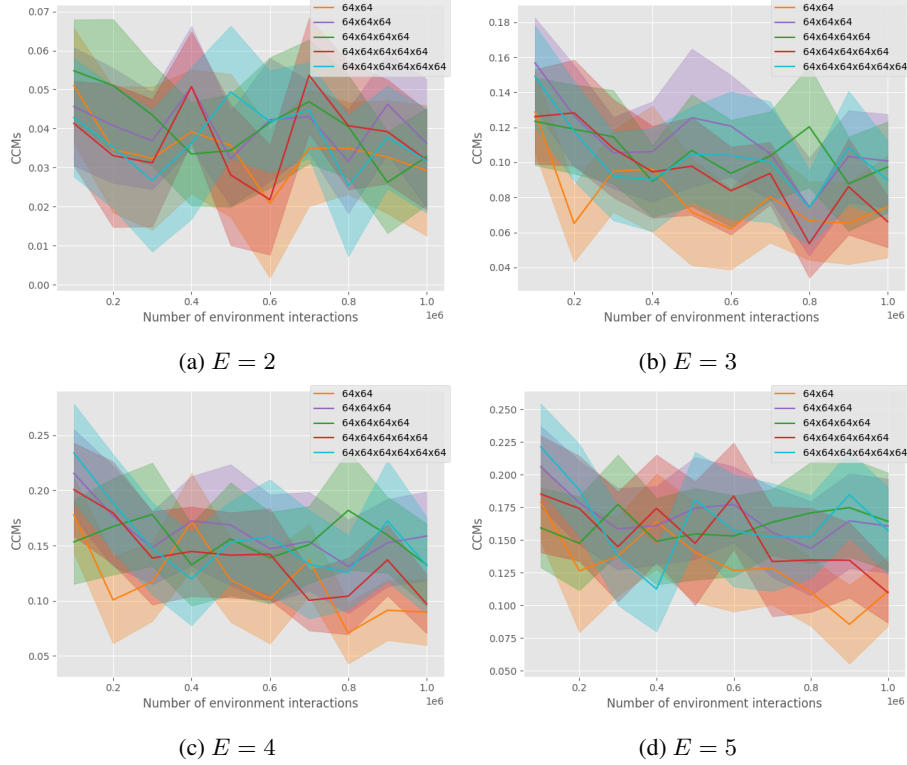 64x64
64x64x64
64x64x64x64
64x64x64x64x64
64x64x64x64x64x64
0.07
0.06
0.05
0.04
0.03
0.02
0.01
0.00
CCMs
0.2 0.4 0.6 0.8 1.0
1e6
Number of environment interactions
(a) E = 2
64x64
64x64x64
64x64x64x64
64x64x64x64x64
64x64x64x64x64x64
0.18
0.16
0.14
0.12
0.10
0.08
0.06
0.04
CCMs
0.2 0.4 0.6 0.8 1.0
1e6
Number of environment interactions
(b) E = 3
64x64
64x64x64
64x64x64x64
64x64x64x64x64
64x64x64x64x64x64
0.25
0.20
0.15
0.10
0.05
CCMs
0.2 0.4 0.6 0.8 1.0
1e6
Number of environment interactions
(c) E = 4
64x64
64x64x64
64x64x64x64
64x64x64x64x64
64x64x64x64x64x64
0.250
0.225
0.200
0.175
0.150
0.125
0.100
0.075
0.050
CCMs
0.2 0.4 0.6 0.8 1.0
1e6
Number of environment interactions
(d) E = 5